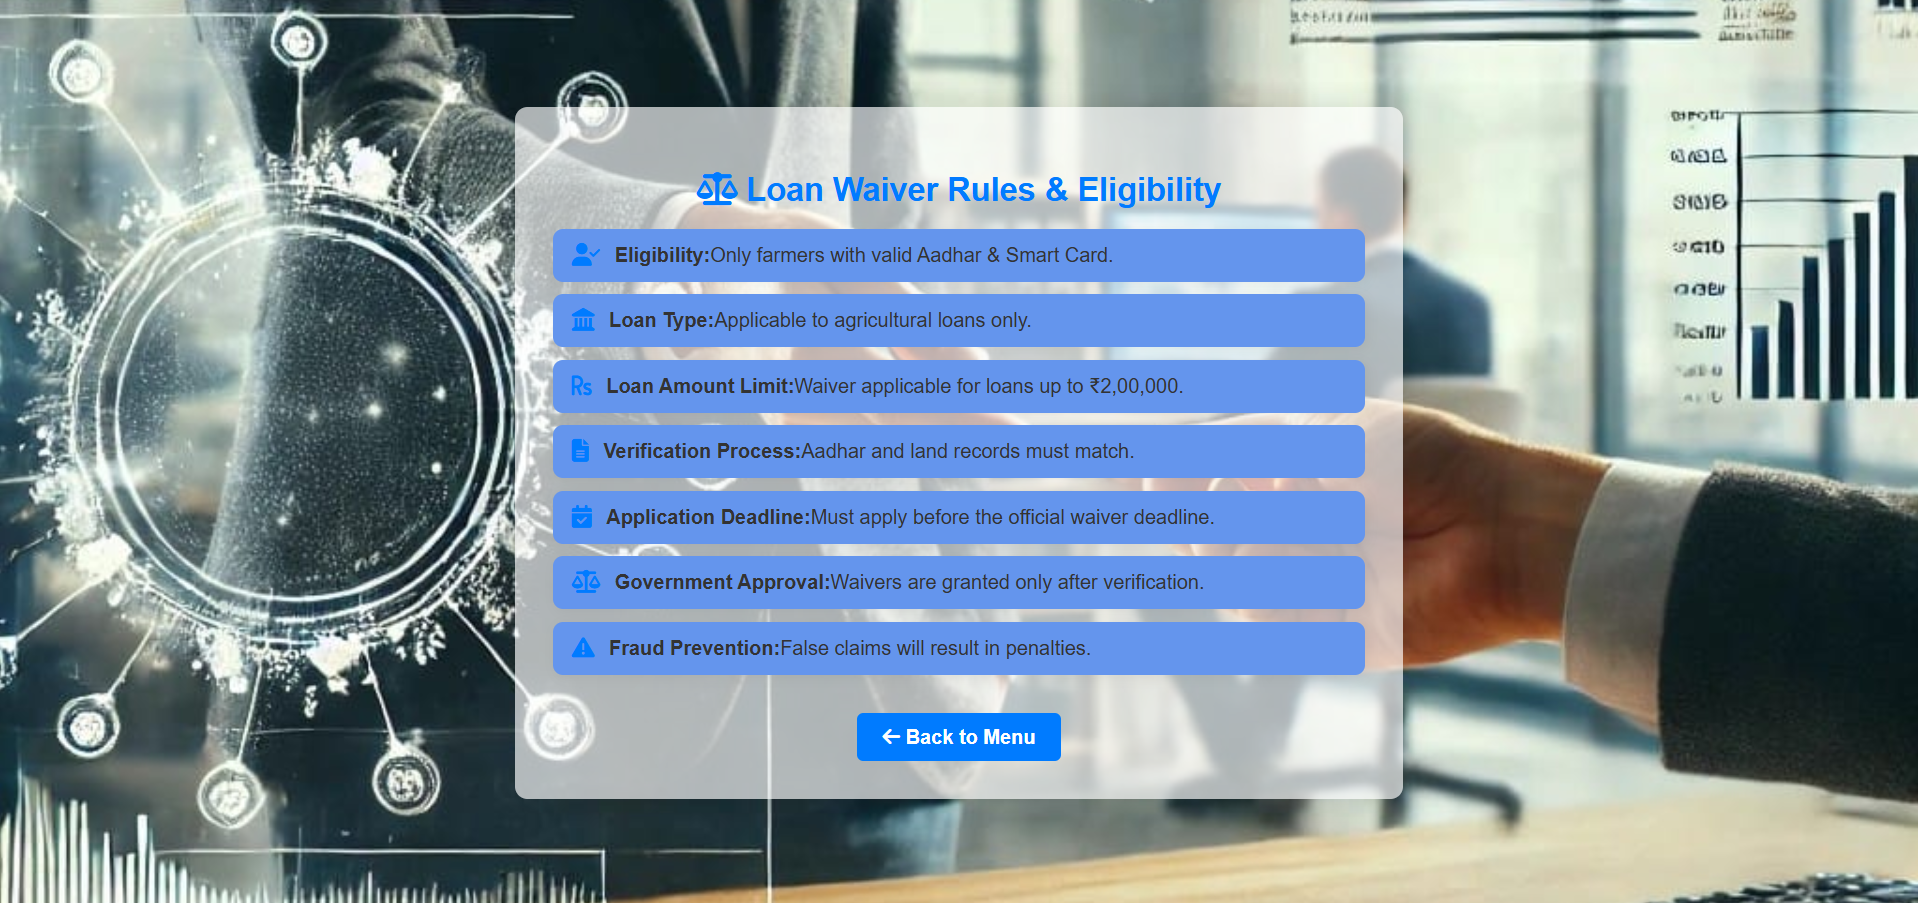 Loan Waiver Rules & Eligibility
Eligibility:Only farmers with valid Aadhar & Smart Card.
Loan Type:Applicable to agricultural loans only.
Rs Loan Amount Limit:Waiver applicable for loans up to ₹2,00,000.
Verification Process:Aadhar and land records must match.
Application Deadline:Must apply before the official waiver deadline.
Government Approval:Waivers are granted only after verification.
Fraud Prevention:False claims will result in penalties.
Back to Menu